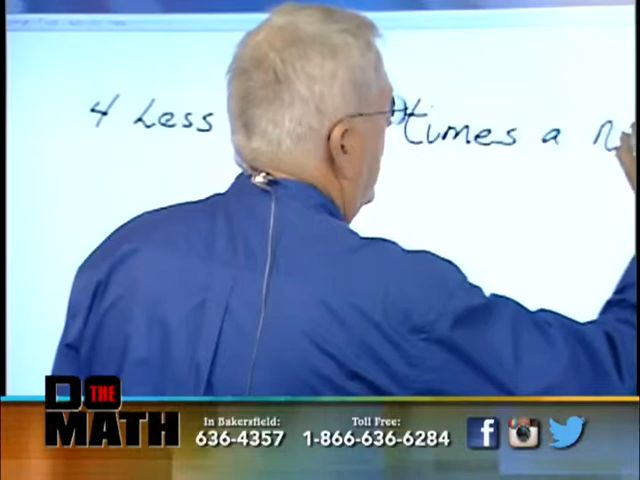 4 Less times a
DO THE MATH
In Bakersfield: 636-4357
Toll Free: 1-866-636-6284